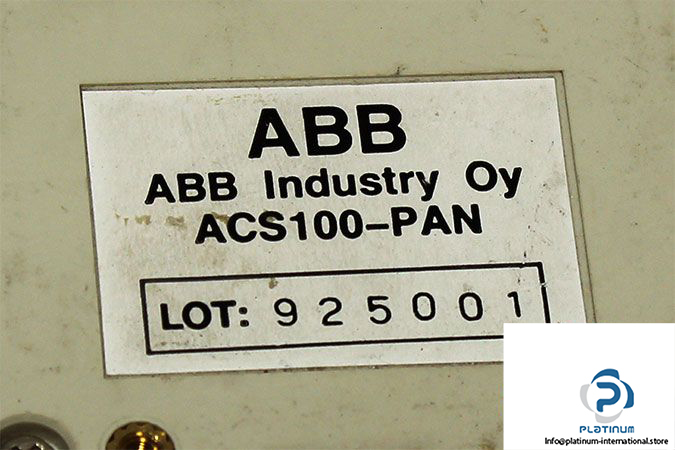 ABB
ABB Industry Oy
ACS100-PAN
LOT: 925001
PLATINUM
Info@platinum-international.store